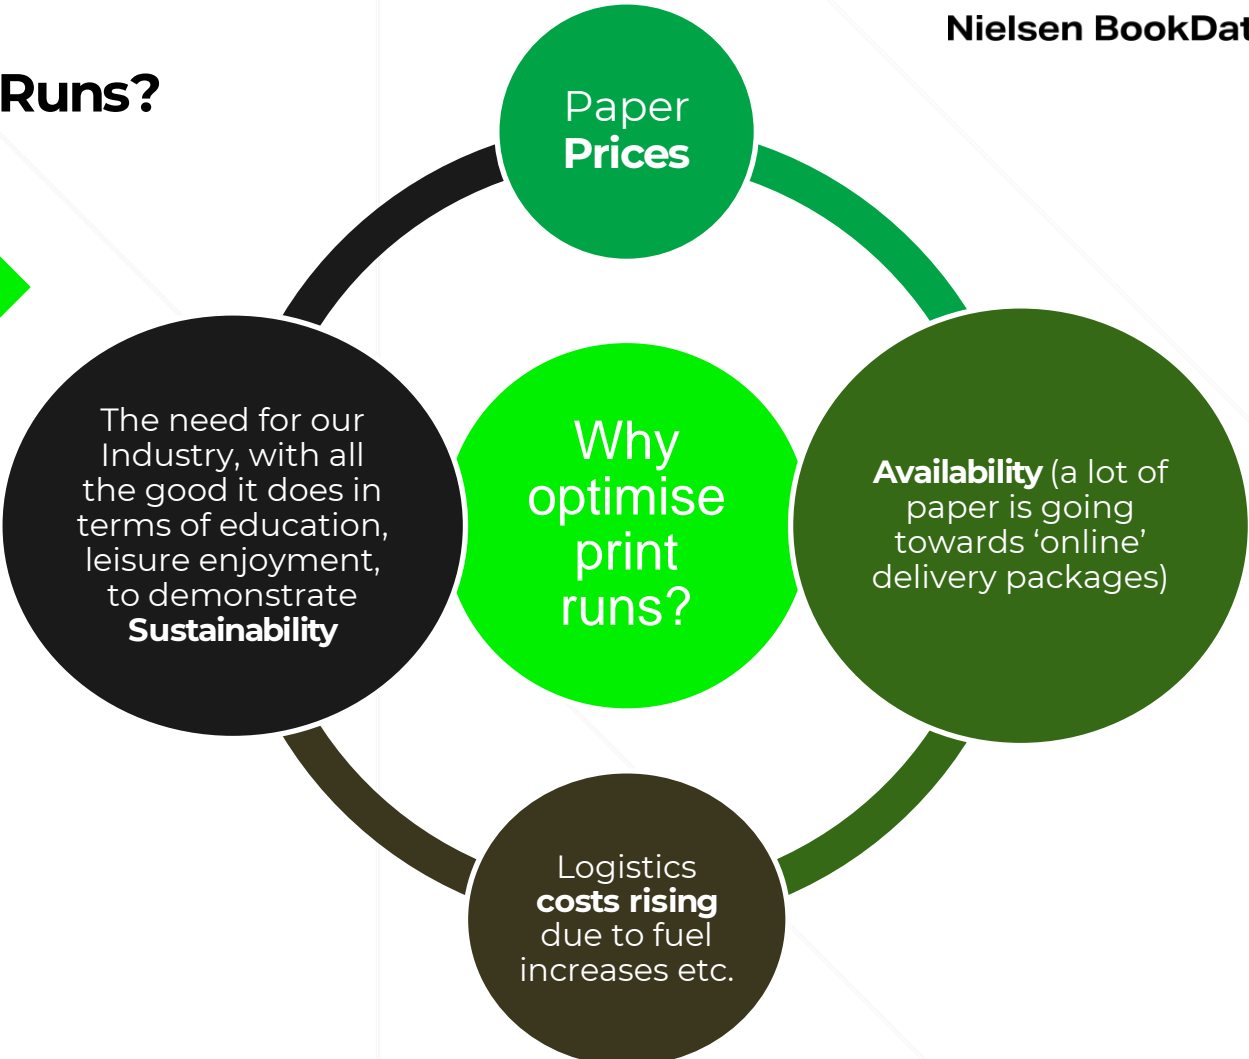 Nielsen BookDat
Runs?
Paper
Prices
The need for our
Industry, with all
the good it does in
terms of education,
leisure enjoyment,
to demonstrate
Sustainability
Why
optimise
print
runs?
Availability (a lot of
paper is going
towards ‘online’
delivery packages)
Logistics
costs rising
due to fuel
increases etc.